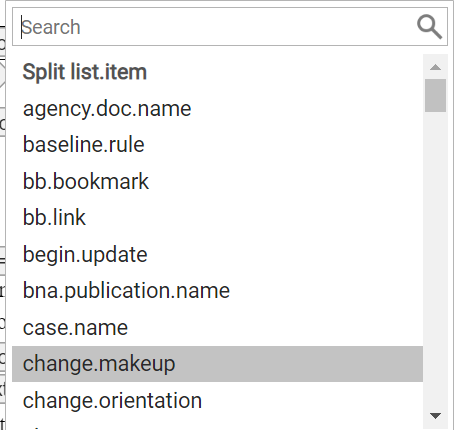 Search
Split list.item
agency.doc.name
baseline.rule
bb.bookmark
bb.link
begin.update
bna.publication.name
case.name
change.makeup
change.orientation